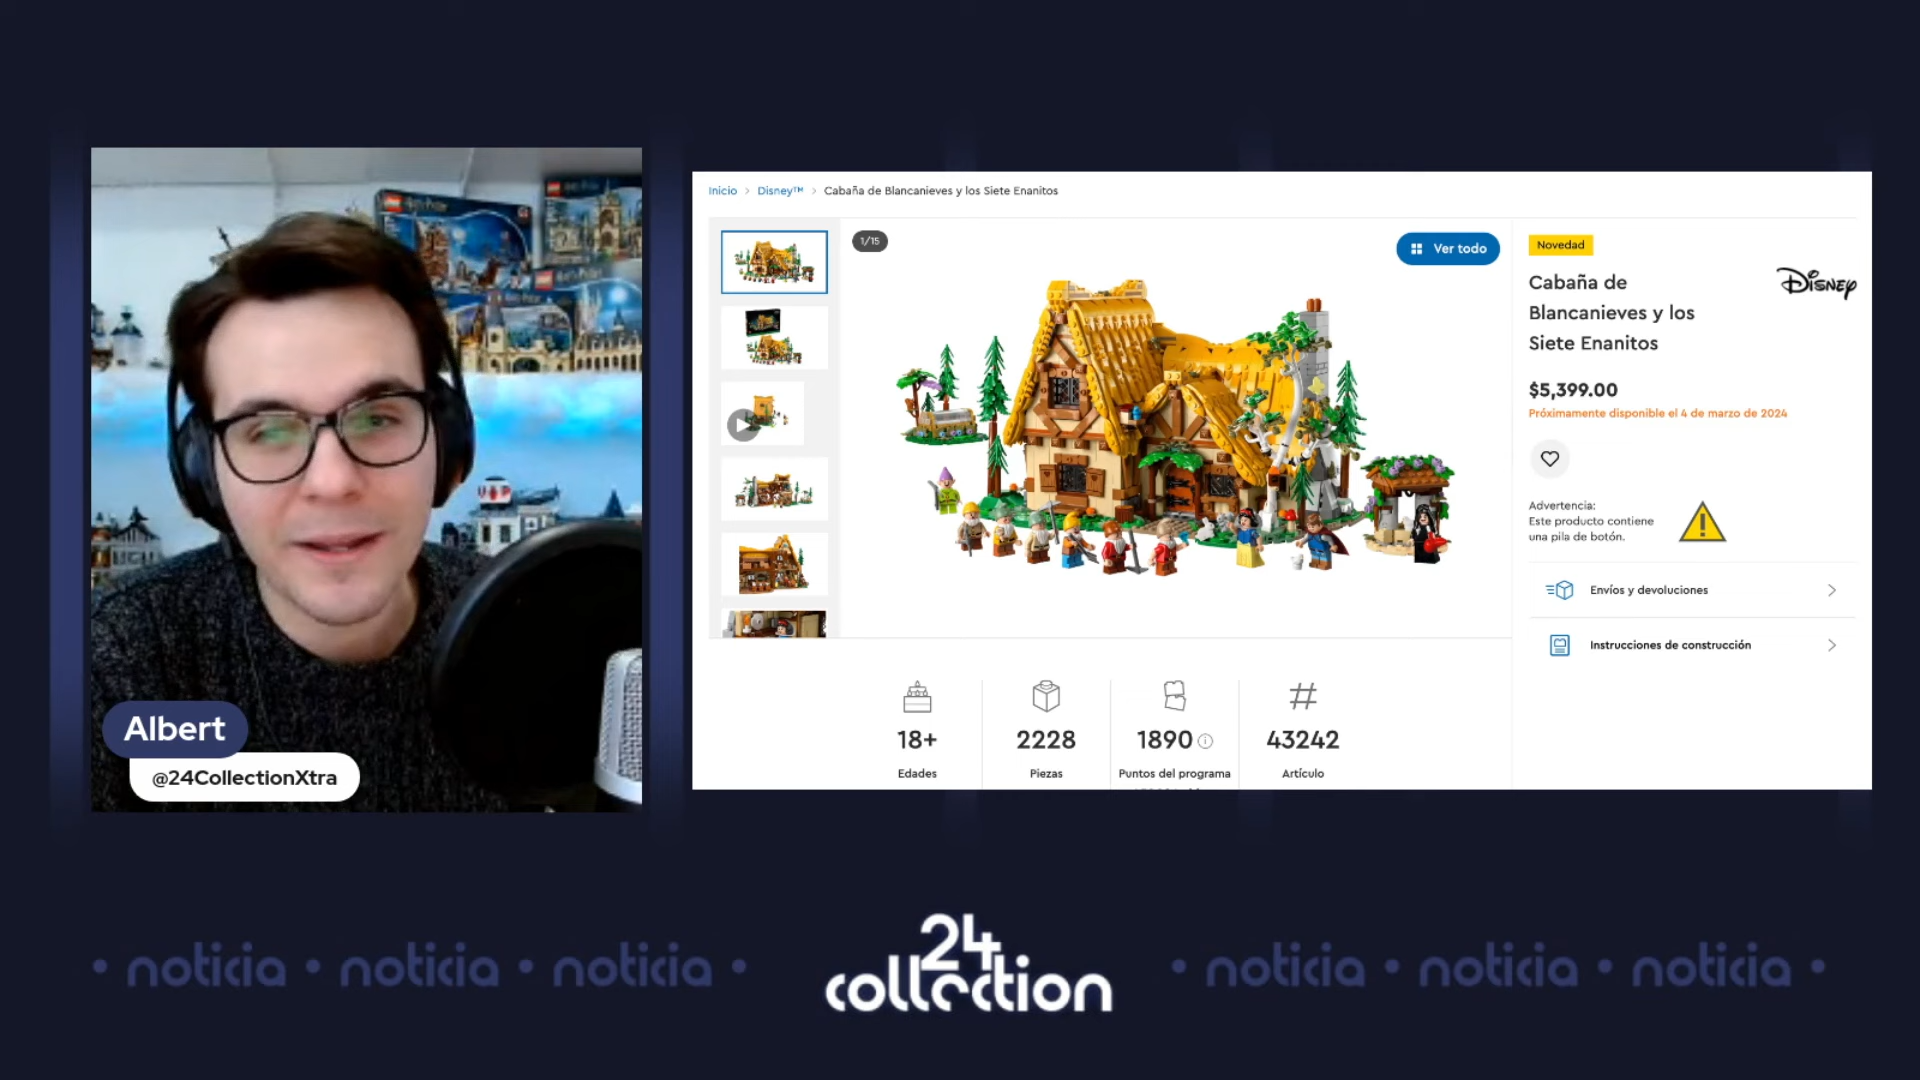 Inicio > Disney™ > Cabaña de Blancanieves y los Siete Enanitos
1/15
Ver todo
Novedad
Cabaña de
Blancanieves y los
Siete Enanitos
Disney
$5,399.00
Próximamente disponible el 4 de marzo de 2024
Advertencia:
Este producto contiene
una pila de botón.
Envíos y devoluciones
Instrucciones de construcción
18+
Edades
2228
Piezas
1890
Puntos del programa
43242
Artículo
Albert
@24CollectionXtra
• noticia • noticia • noticia •
24
collection
• noticia • noticia • noticia •